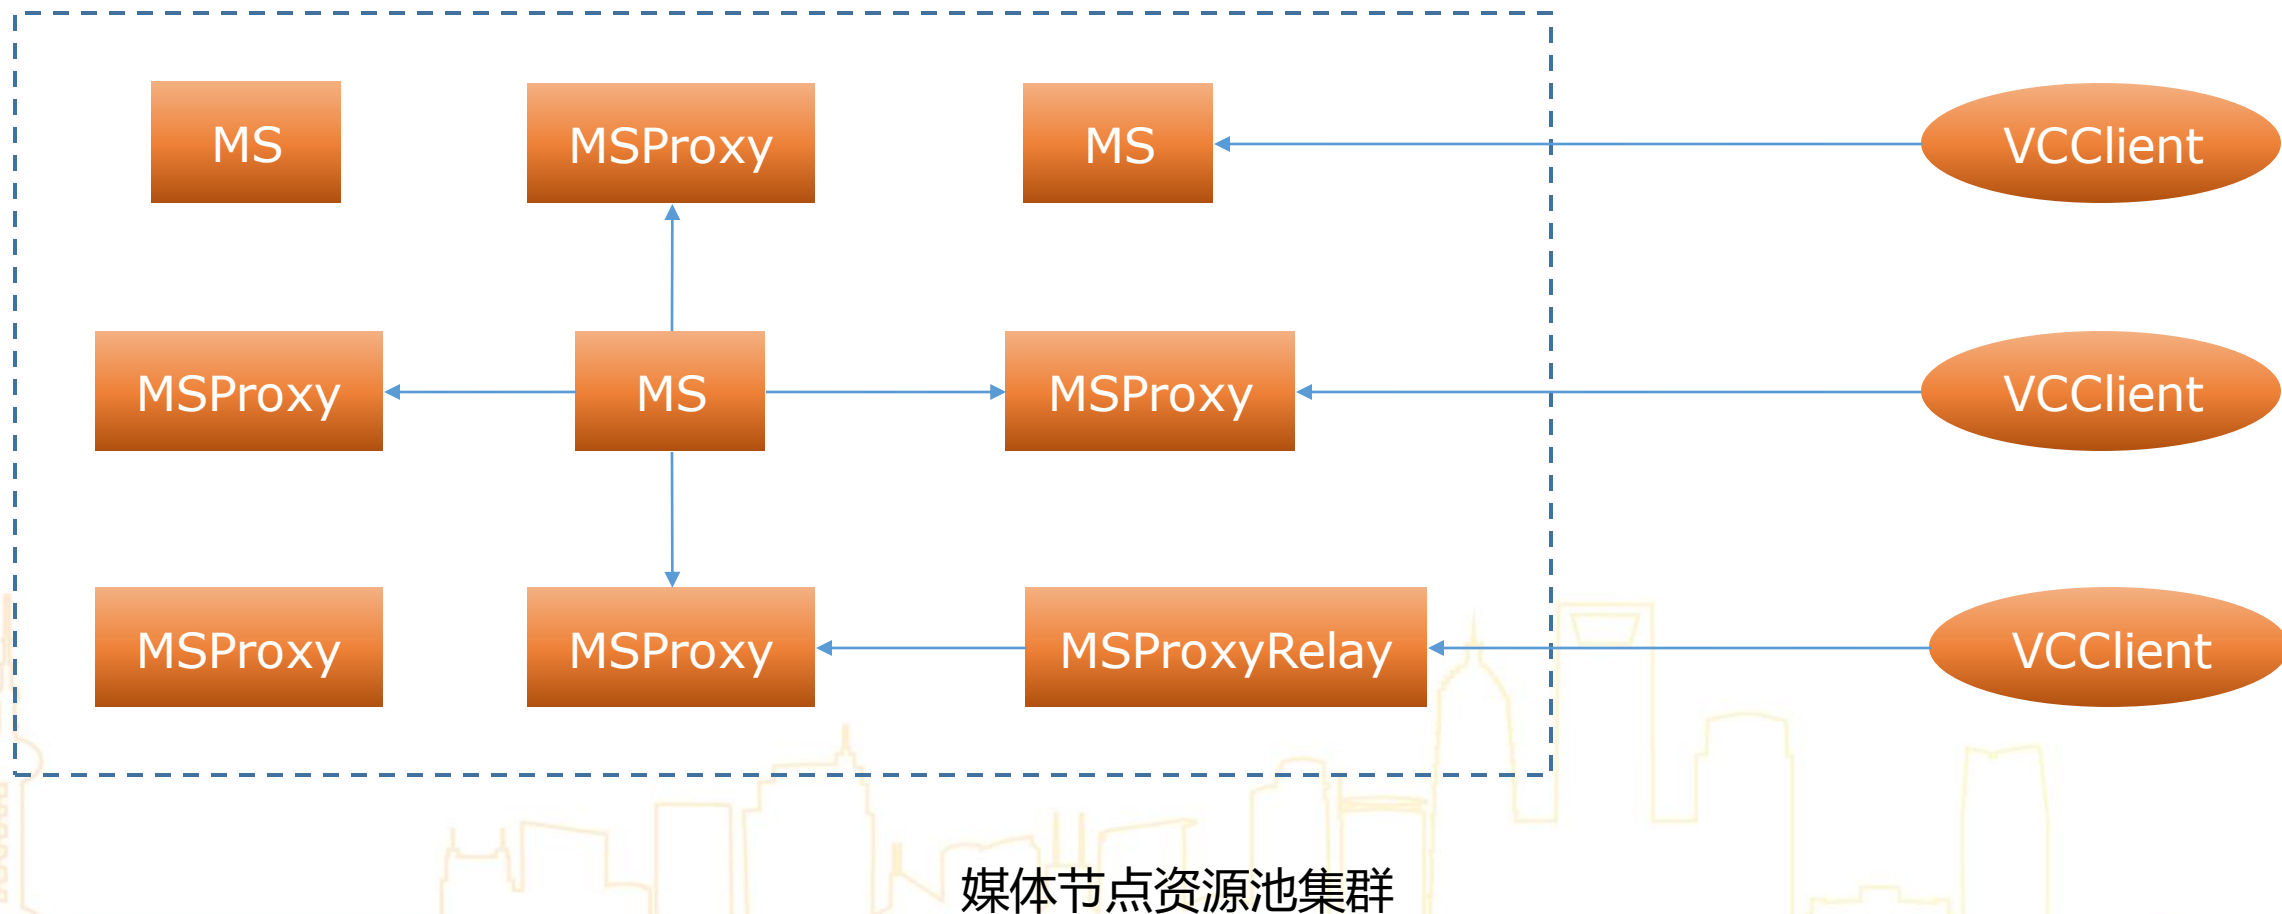 MS
MSProxy
MS
VCClient
MSProxy
MS
MSProxy
VCClient
MSProxy
MSProxy
MSProxyRelay
VCClient
媒体节点资源池集群